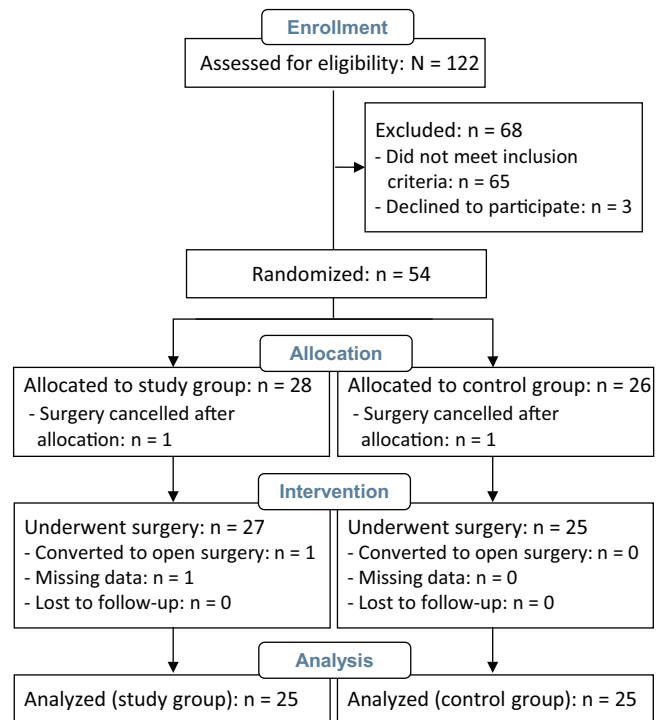 Enrollment
Assessed for eligibility: N = 122
Excluded: n = 68
- Did not meet inclusion
criteria: n = 65
- Declined to participate: n = 3
Randomized: n = 54
Allocation
Allocated to study group: n = 28
- Surgery cancelled after
allocation: n = 1
Allocated to control group: n = 26
- Surgery cancelled after
allocation: n = 1
Intervention
Underwent surgery: n = 27
- Converted to open surgery: n = 1
- Missing data: n = 1
- Lost to follow-up: n = 0
Underwent surgery: n = 25
- Converted to open surgery: n = 0
- Missing data: n = 0
- Lost to follow-up: n = 0
Analysis
Analyzed (study group): n = 25
Analyzed (control group): n = 25